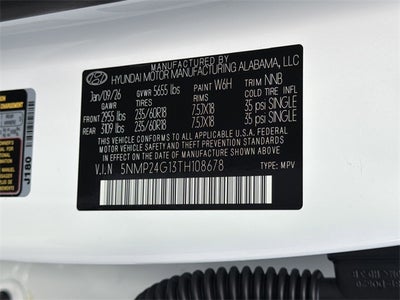 MANUFACTURED BY
HYUNDAI MOTOR MANUFACTURING ALABAMA, LLC
Jan/09/26 GVWR 5655 lbs PAINT W6H TRIM NNB
GAWR TIRES RIMS COLD TIRE INFL
FRONT 2955 lbs 235/60R18 7.5JX18 35 psi SINGLE
REAR 3109 lbs 235/60R18 7.5JX18 35 psi SINGLE
THIS VEHICLE CONFORMS TO ALL APPLICABLE U.S.A.
FEDERAL MOTOR VEHICLE SAFETY, BUMPER,
AND THEFT PREVENTION STANDARDS IN EFFECT ON
THE DATE OF MANUFACTURE SHOWN ABOVE.
V.I.N 5NMP24G13TH108678 TYPE: MPV
J180